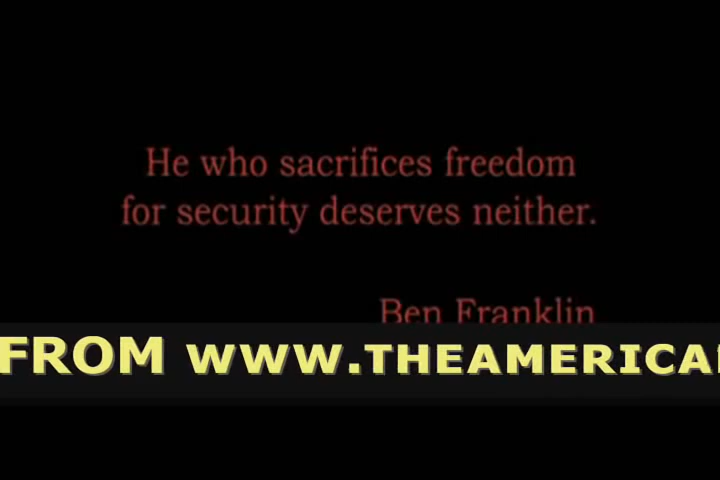 He who sacrifices freedom
for security deserves neither.
Ben Franklin
FROM WWW.THEAMERICA